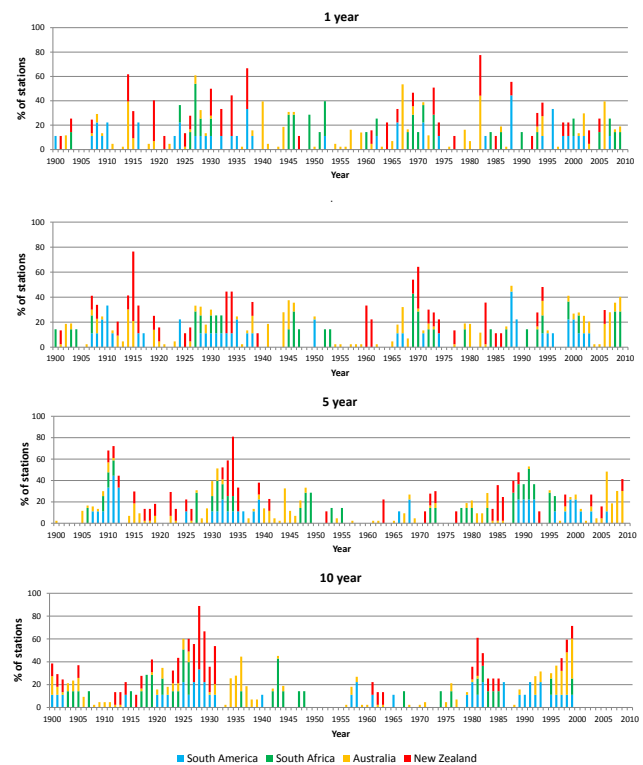 1 year
% of stations
100
80
60
40
20
0
1900 1905 1910 1915 1920 1925 1930 1935 1940 1945 1950 1955 1960 1965 1970 1975 1980 1985 1990 1995 2000 2005 2010
Year
.
% of stations
100
80
60
40
20
0
1900 1905 1910 1915 1920 1925 1930 1935 1940 1945 1950 1955 1960 1965 1970 1975 1980 1985 1990 1995 2000 2005 2010
Year
5 year
% of stations
100
80
60
40
20
0
1900 1905 1910 1915 1920 1925 1930 1935 1940 1945 1950 1955 1960 1965 1970 1975 1980 1985 1990 1995 2000 2005 2010
Year
10 year
% of stations
100
80
60
40
20
0
1900 1905 1910 1915 1920 1925 1930 1935 1940 1945 1950 1955 1960 1965 1970 1975 1980 1985 1990 1995 2000 2005 2010
Year
South America South Africa Australia New Zealand